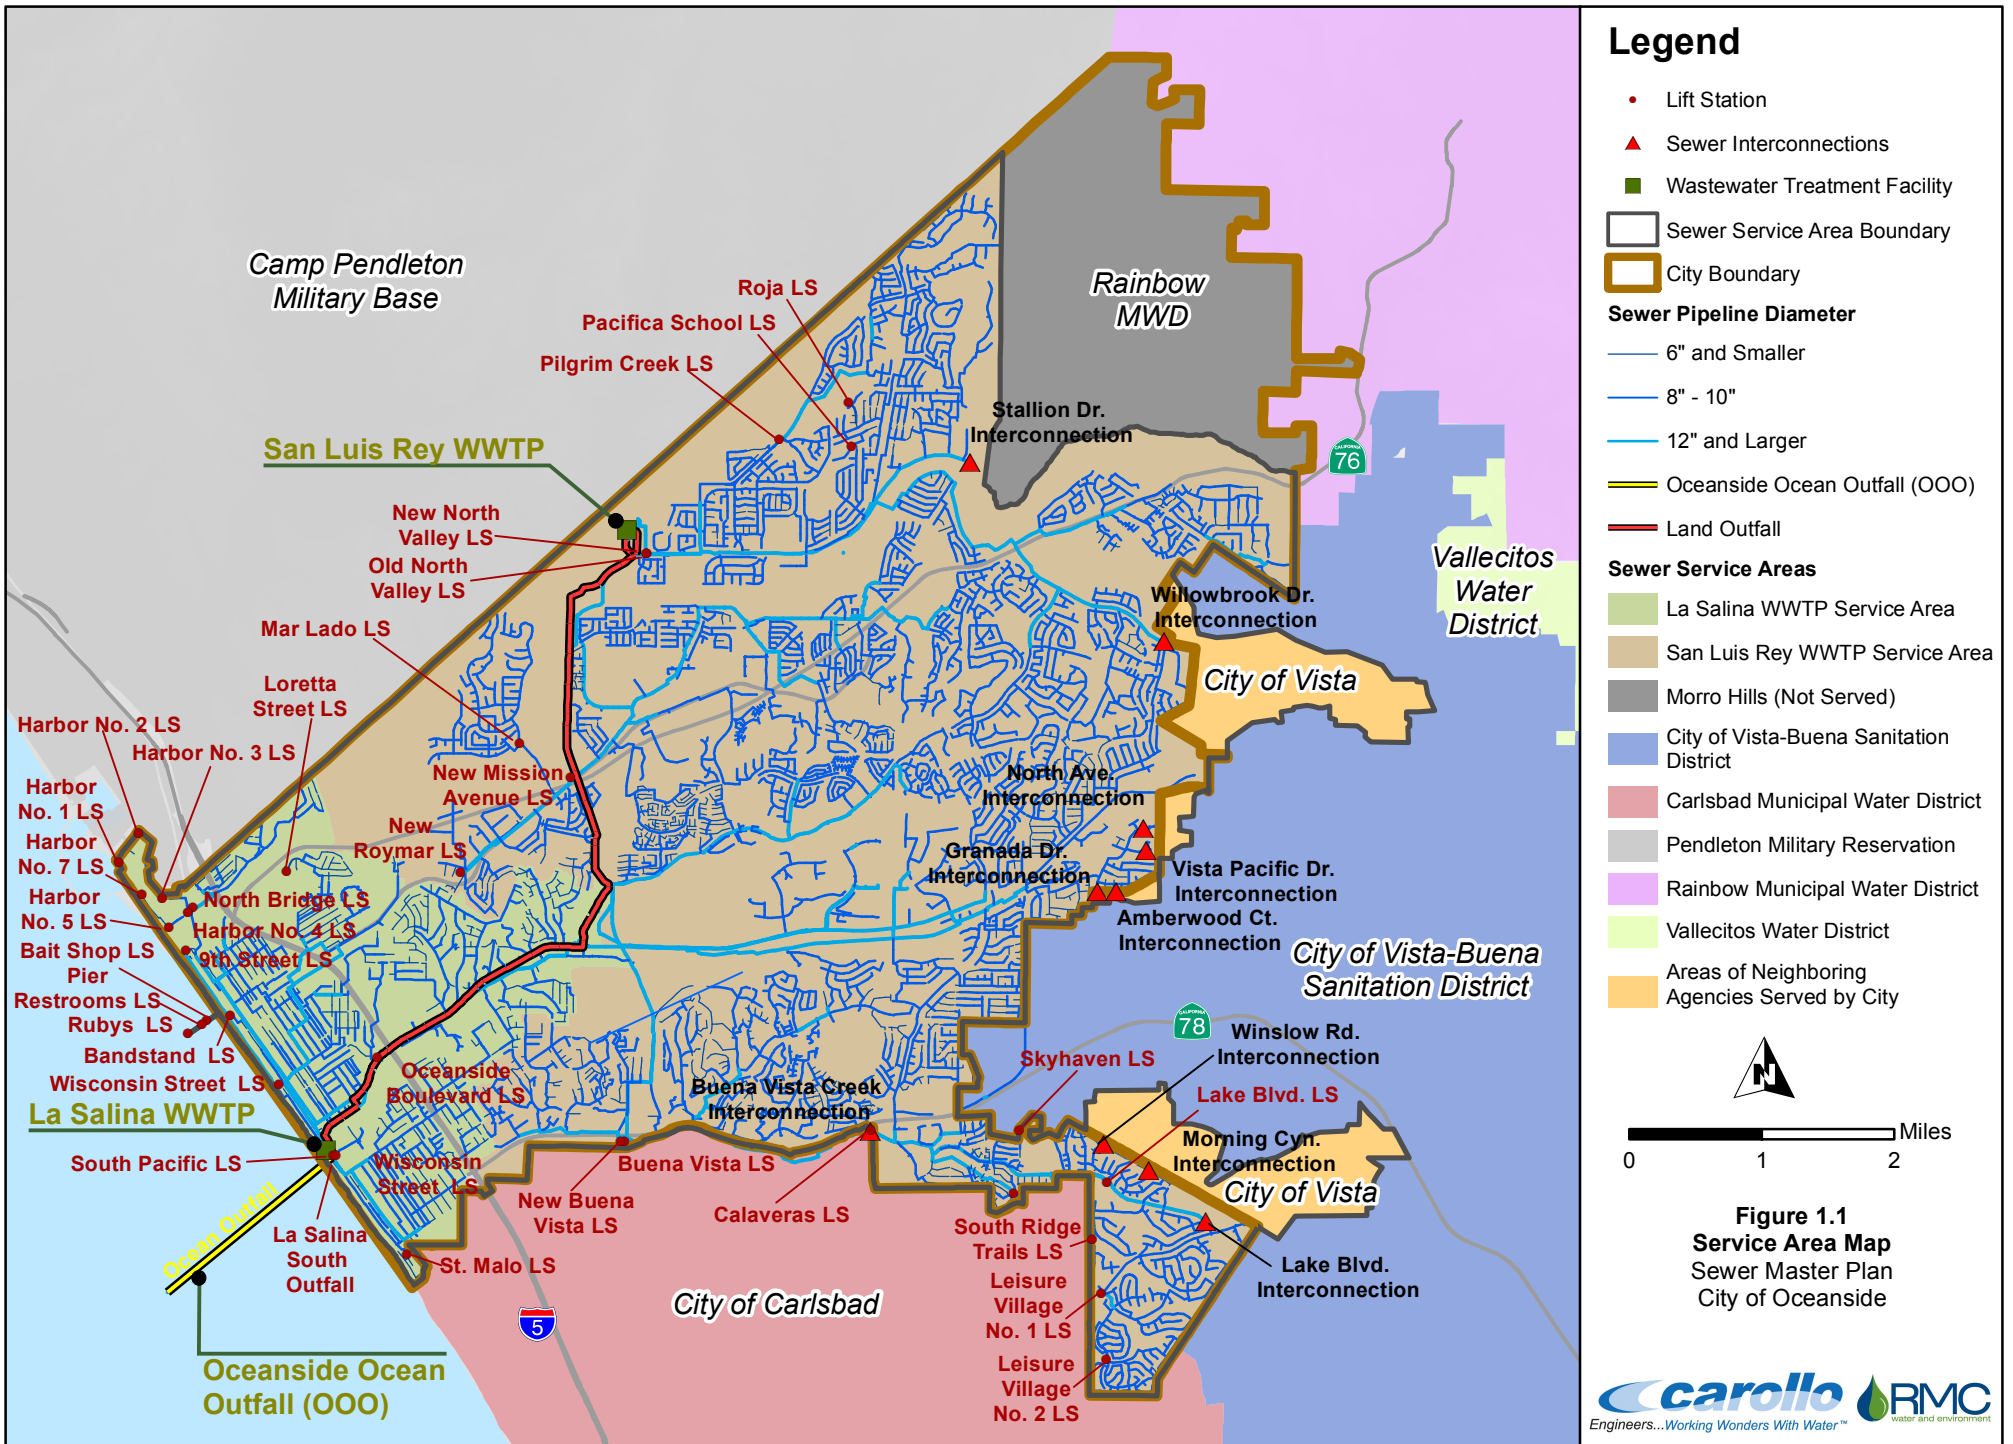 Camp Pendleton
Military Base
Rainbow
MWD
Roja LS
Pacifica School LS
Pilgrim Creek LS
Stallion Dr.
Interconnection
San Luis Rey WWTP
CALIFORNIA
76
New North
Valley LS
Old North
Valley LS
Vallecitos
Water
District
Willowbrook Dr.
Interconnection
Mar Lado LS
City of Vista
Loretta
Street LS
Harbor No. 2 LS
Harbor No. 3 LS
New Mission
Avenue LS
North Ave.
Interconnection
Harbor
No. 1 LS
New
Roymar LS
Harbor
No. 7 LS
Granada Dr.
Interconnection
Vista Pacific Dr.
Interconnection
Harbor
No. 5 LS
North Bridge LS
Harbor No. 4 LS
Amberwood Ct.
Interconnection
Bait Shop LS
9th Street LS
City of Vista-Buena
Sanitation District
Pier
Restrooms LS
Rubys LS
CALIFORNIA
78
Bandstand LS
Winslow Rd.
Interconnection
Skyhaven LS
Wisconsin Street LS
Oceanside
Boulevard LS
Buena Vista Creek
Interconnection
Lake Blvd. LS
La Salina WWTP
Morning Cyn.
Interconnection
South Pacific LS
Wisconsin
Street LS
Buena Vista LS
City of Vista
New Buena
Vista LS
Calaveras LS
South Ridge
Trails LS
Ocean Outfall
La Salina
South
Outfall
St. Malo LS
Lake Blvd.
Interconnection
Leisure
Village
No. 1 LS
City of Carlsbad
5
Oceanside Ocean
Outfall (OOO)
Leisure
Village
No. 2 LS
Legend
Lift Station
Sewer Interconnections
Wastewater Treatment Facility
Sewer Service Area Boundary
City Boundary
Sewer Pipeline Diameter
6" and Smaller
8" - 10"
12" and Larger
Oceanside Ocean Outfall (OOO)
Land Outfall
Sewer Service Areas
La Salina WWTP Service Area
San Luis Rey WWTP Service Area
Morro Hills (Not Served)
City of Vista-Buena Sanitation
District
Carlsbad Municipal Water District
Pendleton Military Reservation
Rainbow Municipal Water District
Vallecitos Water District
Areas of Neighboring
Agencies Served by City
N
Miles
0 1 2
Figure 1.1
Service Area Map
Sewer Master Plan
City of Oceanside
carollo
Engineers...Working Wonders With Water™
RMC
water and environment